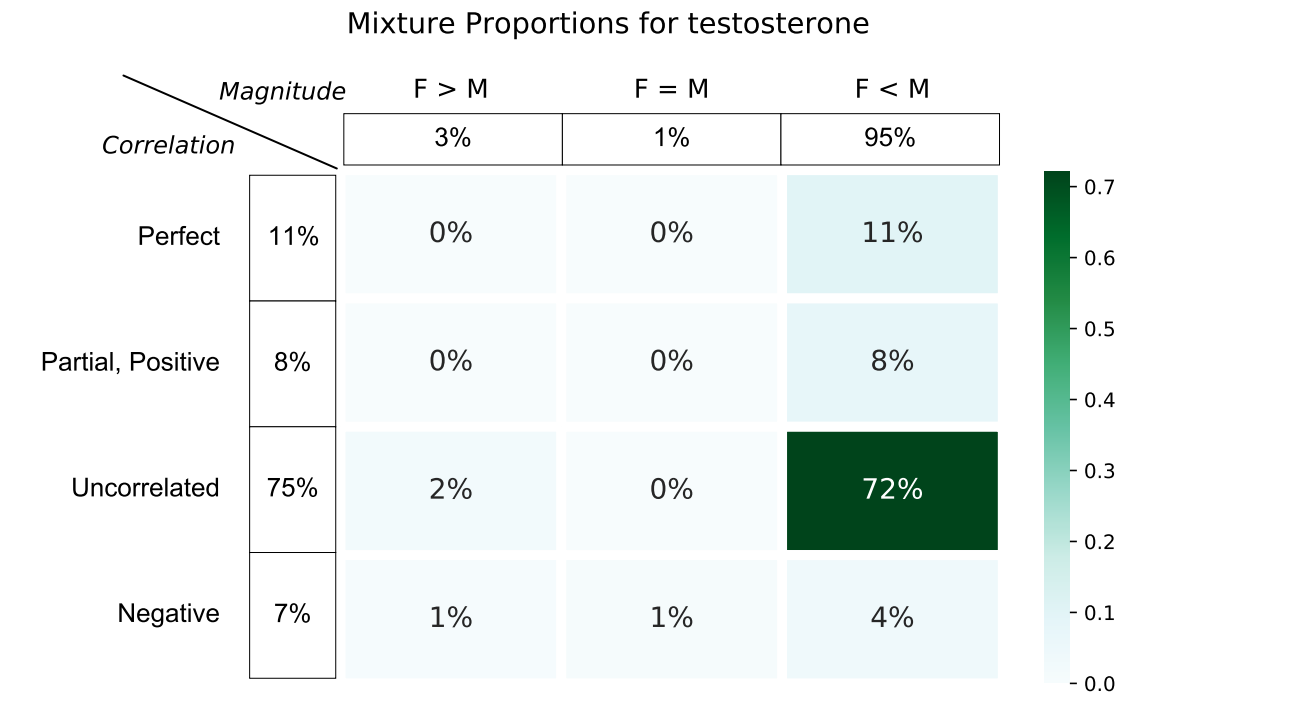 Mixture Proportions for testosterone
Magnitude F > M F = M F < M
Correlation 3% 1% 95%
Perfect 11% 0% 0% 11%
Partial, Positive 8% 0% 0% 8%
Uncorrelated 75% 2% 0% 72%
Negative 7% 1% 1% 4%
0.7
0.6
0.5
0.4
0.3
0.2
0.1
0.0